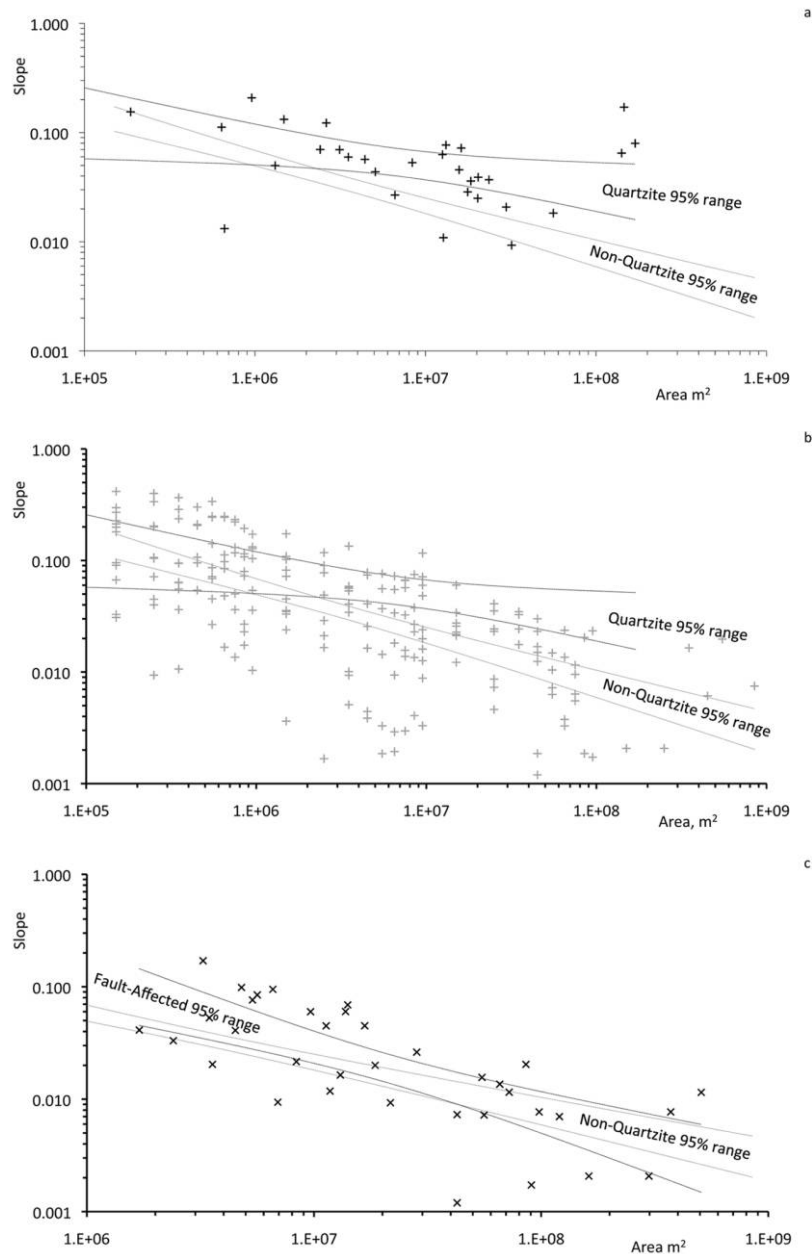 a
1.000
Slope
0.100
Quartzite 95% range
0.010
Non-Quartzite 95% range
0.001
1.E+05 1.E+06 1.E+07 1.E+08 1.E+09
Area m²
b
1.000
Slope
0.100
Quartzite 95% range
0.010
Non-Quartzite 95% range
0.001
1.E+05 1.E+06 1.E+07 1.E+08 1.E+09
Area, m²
c
1.000
Slope
0.100
Fault-Affected 95% range
0.010
Non-Quartzite 95% range
0.001
1.E+06 1.E+07 1.E+08 1.E+09
Area m²